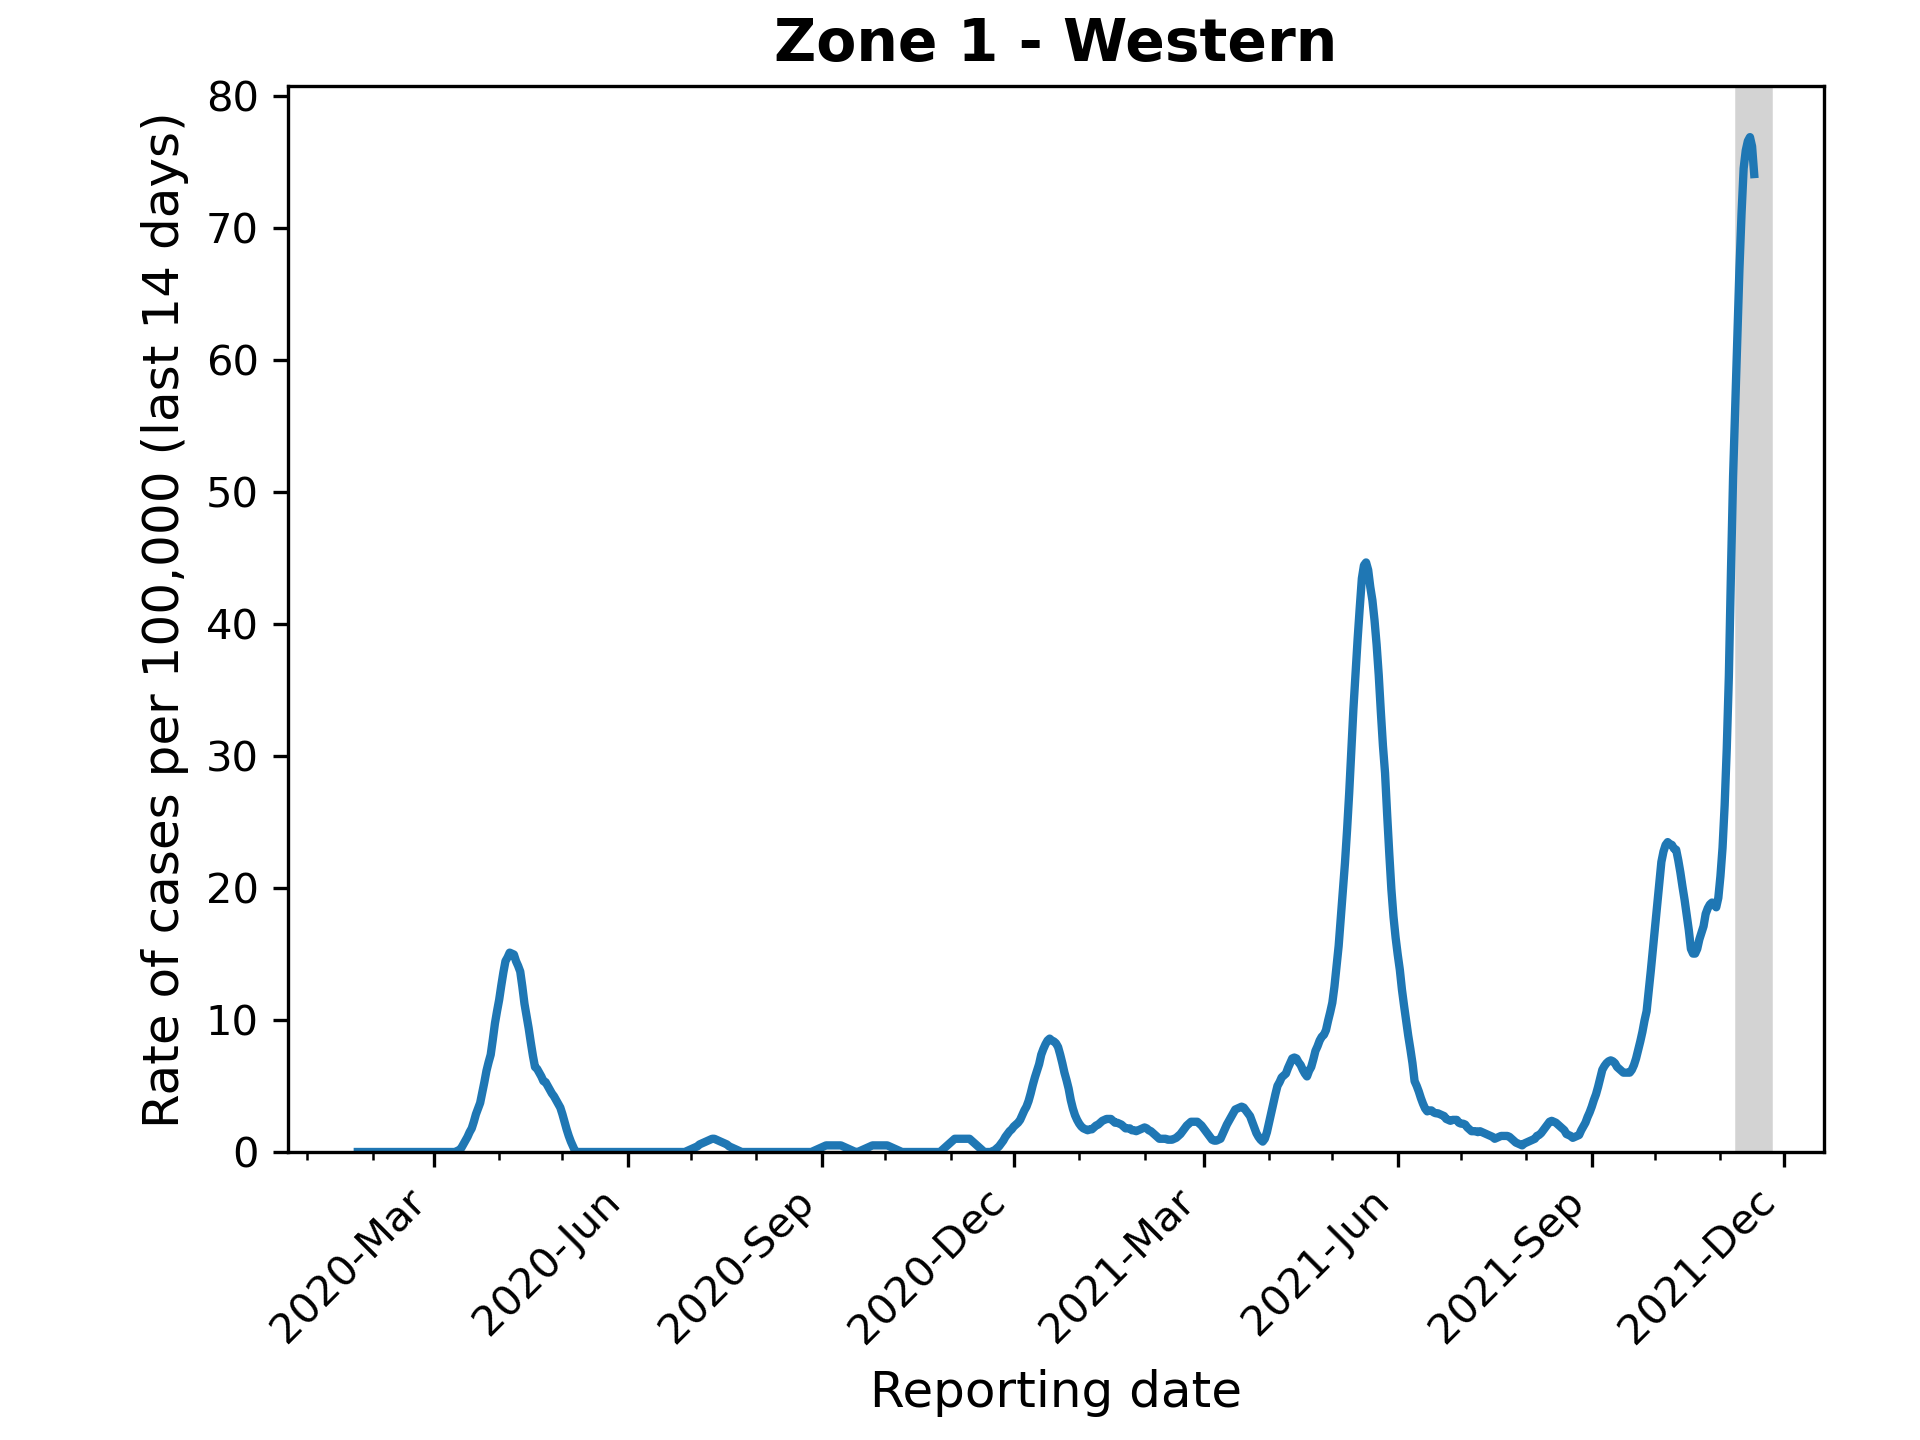 Zone 1 - Western
Rate of cases per 100,000 (last 14 days)
80
70
60
50
40
30
20
10
0
2020-Mar
2020-Jun
2020-Sep
2020-Dec
2021-Mar
2021-Jun
2021-Sep
2021-Dec
Reporting date